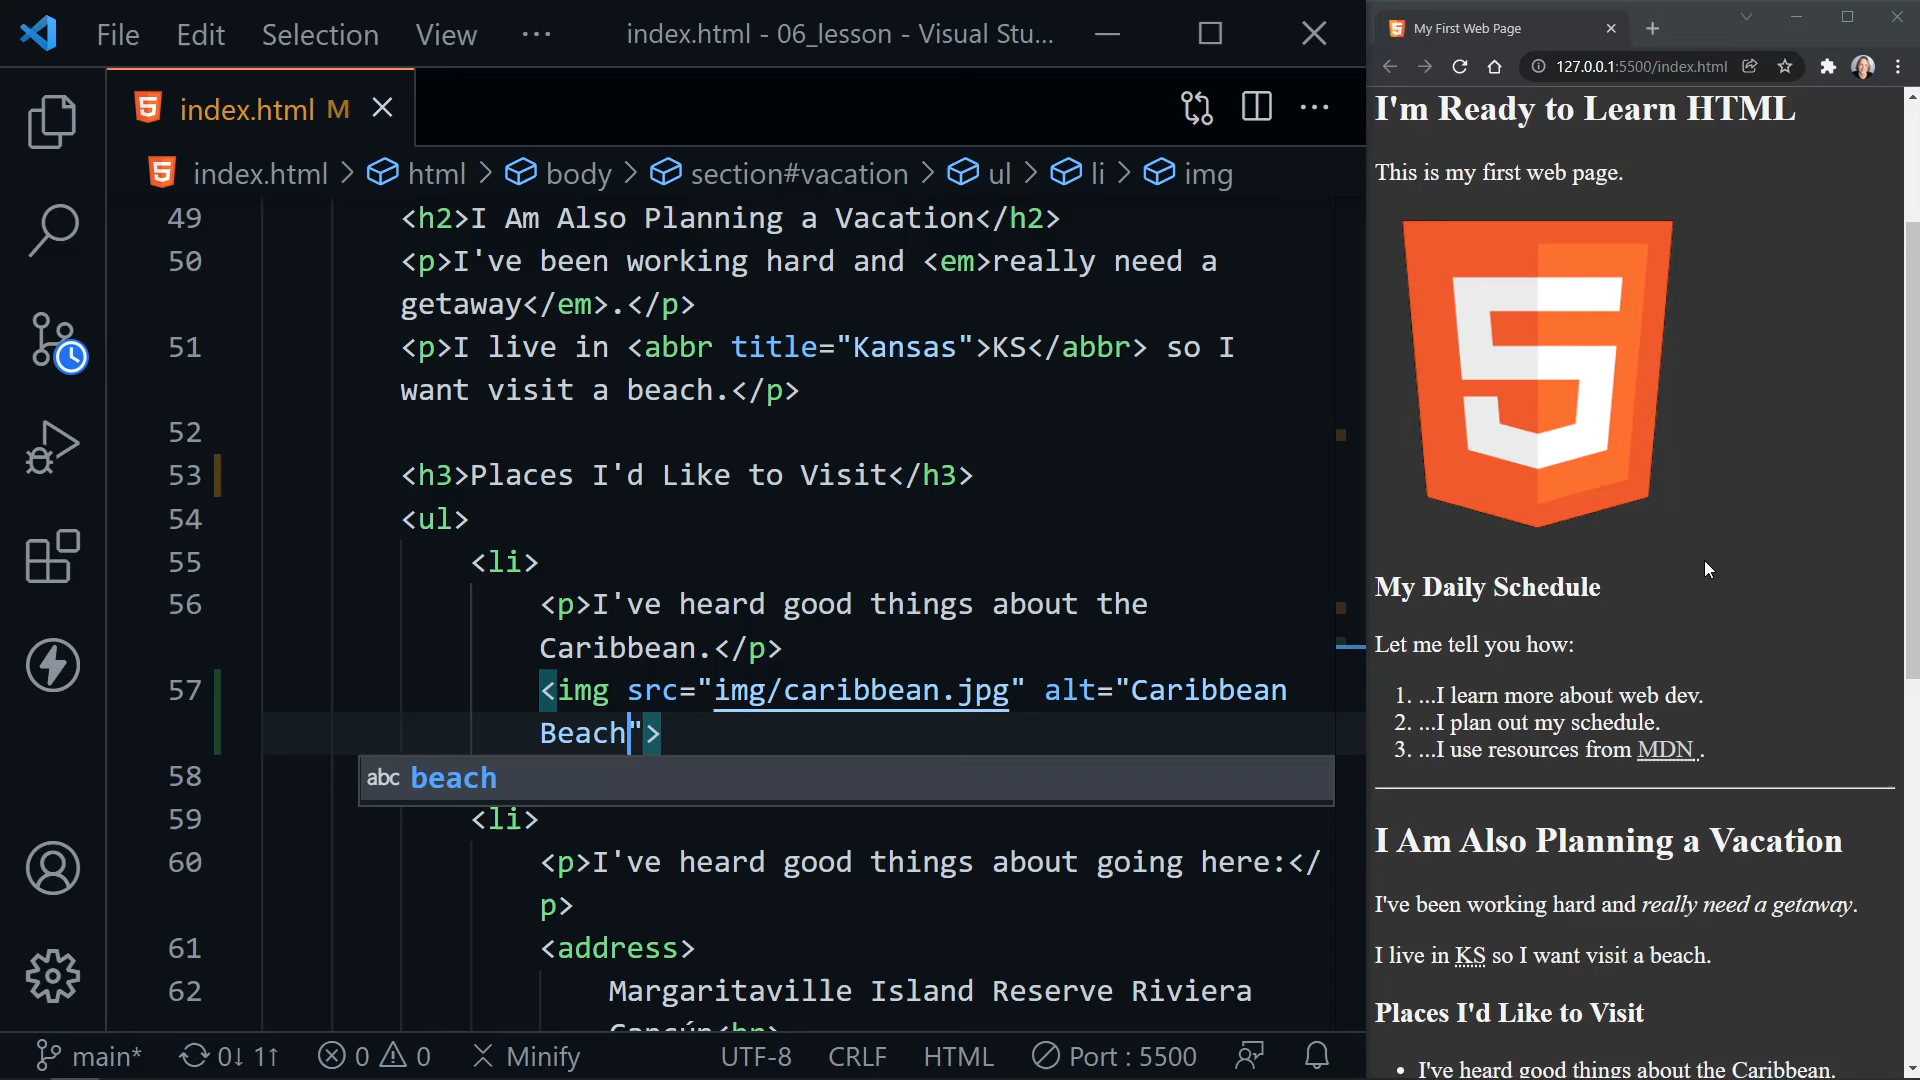 File Edit Selection View ··· index.html - 06_lesson - Visual Stu...
index.html M
index.html > html > body > section#vacation > ul > li > img
49 <h2>I Am Also Planning a Vacation</h2>
50 <p>I've been working hard and <em>really need a
getaway</em>.</p>
51 <p>I live in <abbr title="Kansas">KS</abbr> so I
want visit a beach.</p>
52
53 <h3>Places I'd Like to Visit</h3>
54 <ul>
55 <li>
56 <p>I've heard good things about the
Caribbean.</p>
57 <img src="img/caribbean.jpg" alt="Caribbean
Beach">
58 abc beach
59 <li>
60 <p>I've heard good things about going here:</
p>
61 <address>
62 Margaritaville Island Reserve Riviera
Cancún<br>
main* 0↓ 1↑ 0 0 Minify UTF-8 CRLF HTML Port : 5500
My First Web Page
127.0.0.1:5500/index.html
I'm Ready to Learn HTML
This is my first web page.
5
My Daily Schedule
Let me tell you how:
1. ...I learn more about web dev.
2. ...I plan out my schedule.
3. ...I use resources from MDN .
I Am Also Planning a Vacation
I've been working hard and really need a getaway.
I live in KS so I want visit a beach.
Places I'd Like to Visit
• I've heard good things about the Caribbean.